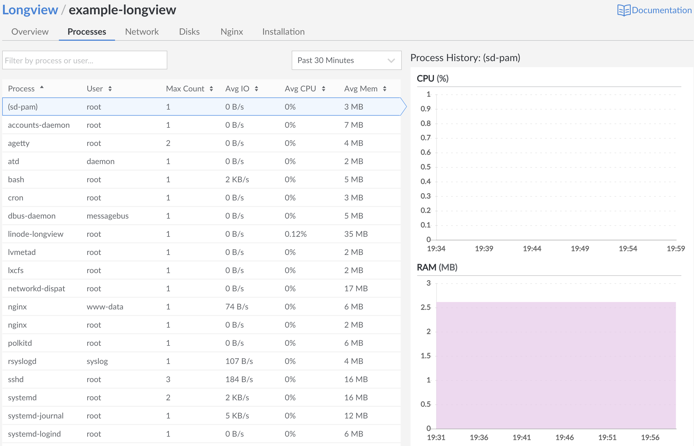 Longview / example-longview
Documentation
Overview Processes Network Disks Nginx Installation
Filter by process or user...
Past 30 Minutes
Process User Max Count Avg IO Avg CPU Avg Mem
(sd-pam) root 1 0 B/s 0% 3 MB
accounts-daemon root 1 0 B/s 0% 7 MB
agetty root 2 0 B/s 0% 4 MB
atd daemon 1 0 B/s 0% 2 MB
bash root 1 2 KB/s 0% 5 MB
cron root 1 0 B/s 0% 3 MB
dbus-daemon messagebus 1 0 B/s 0% 5 MB
linode-longview root 1 0 B/s 0.12% 35 MB
lvmetad root 1 0 B/s 0% 2 MB
lxcfs root 1 0 B/s 0% 2 MB
networkd-dispat root 1 0 B/s 0% 17 MB
nginx www-data 1 74 B/s 0% 6 MB
nginx root 1 0 B/s 0% 2 MB
polkitd root 1 0 B/s 0% 6 MB
rsyslogd syslog 1 107 B/s 0% 4 MB
sshd root 3 184 B/s 0% 16 MB
systemd root 2 2 KB/s 0% 16 MB
systemd-journal root 1 5 KB/s 0% 12 MB
systemd-logind root 1 0 B/s 0% 6 MB
Process History: (sd-pam)
CPU (%)
1
0.9
0.8
0.7
0.6
0.5
0.4
0.3
0.2
0.1
0
19:34 19:39 19:44 19:49 19:54 19:59
RAM (MB)
3
2.5
2
1.5
1
0.5
0
19:31 19:36 19:41 19:46 19:51 19:56